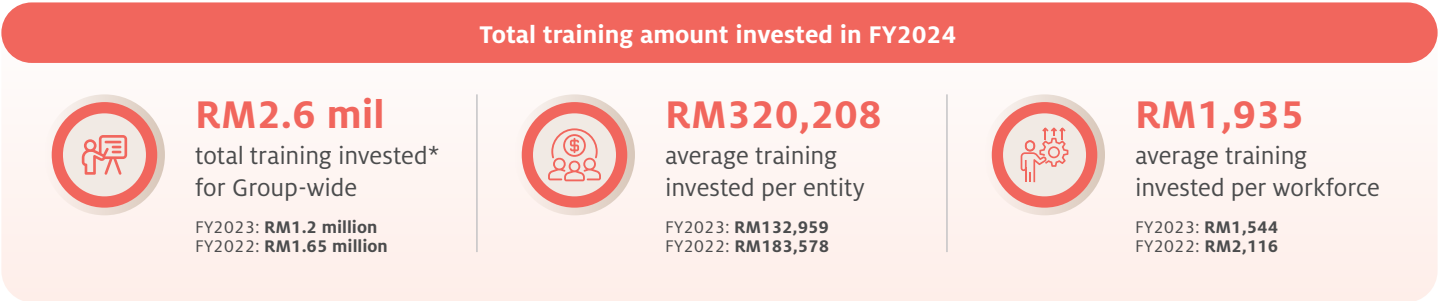 Total training amount invested in FY2024
RM2.6 mil
total training invested*
for Group-wide
FY2023: RM1.2 million
FY2022: RM1.65 million
RM320,208
average training
invested per entity
FY2023: RM132,959
FY2022: RM183,578
RM1,935
average training
invested per workforce
FY2023: RM1,544
FY2022: RM2,116